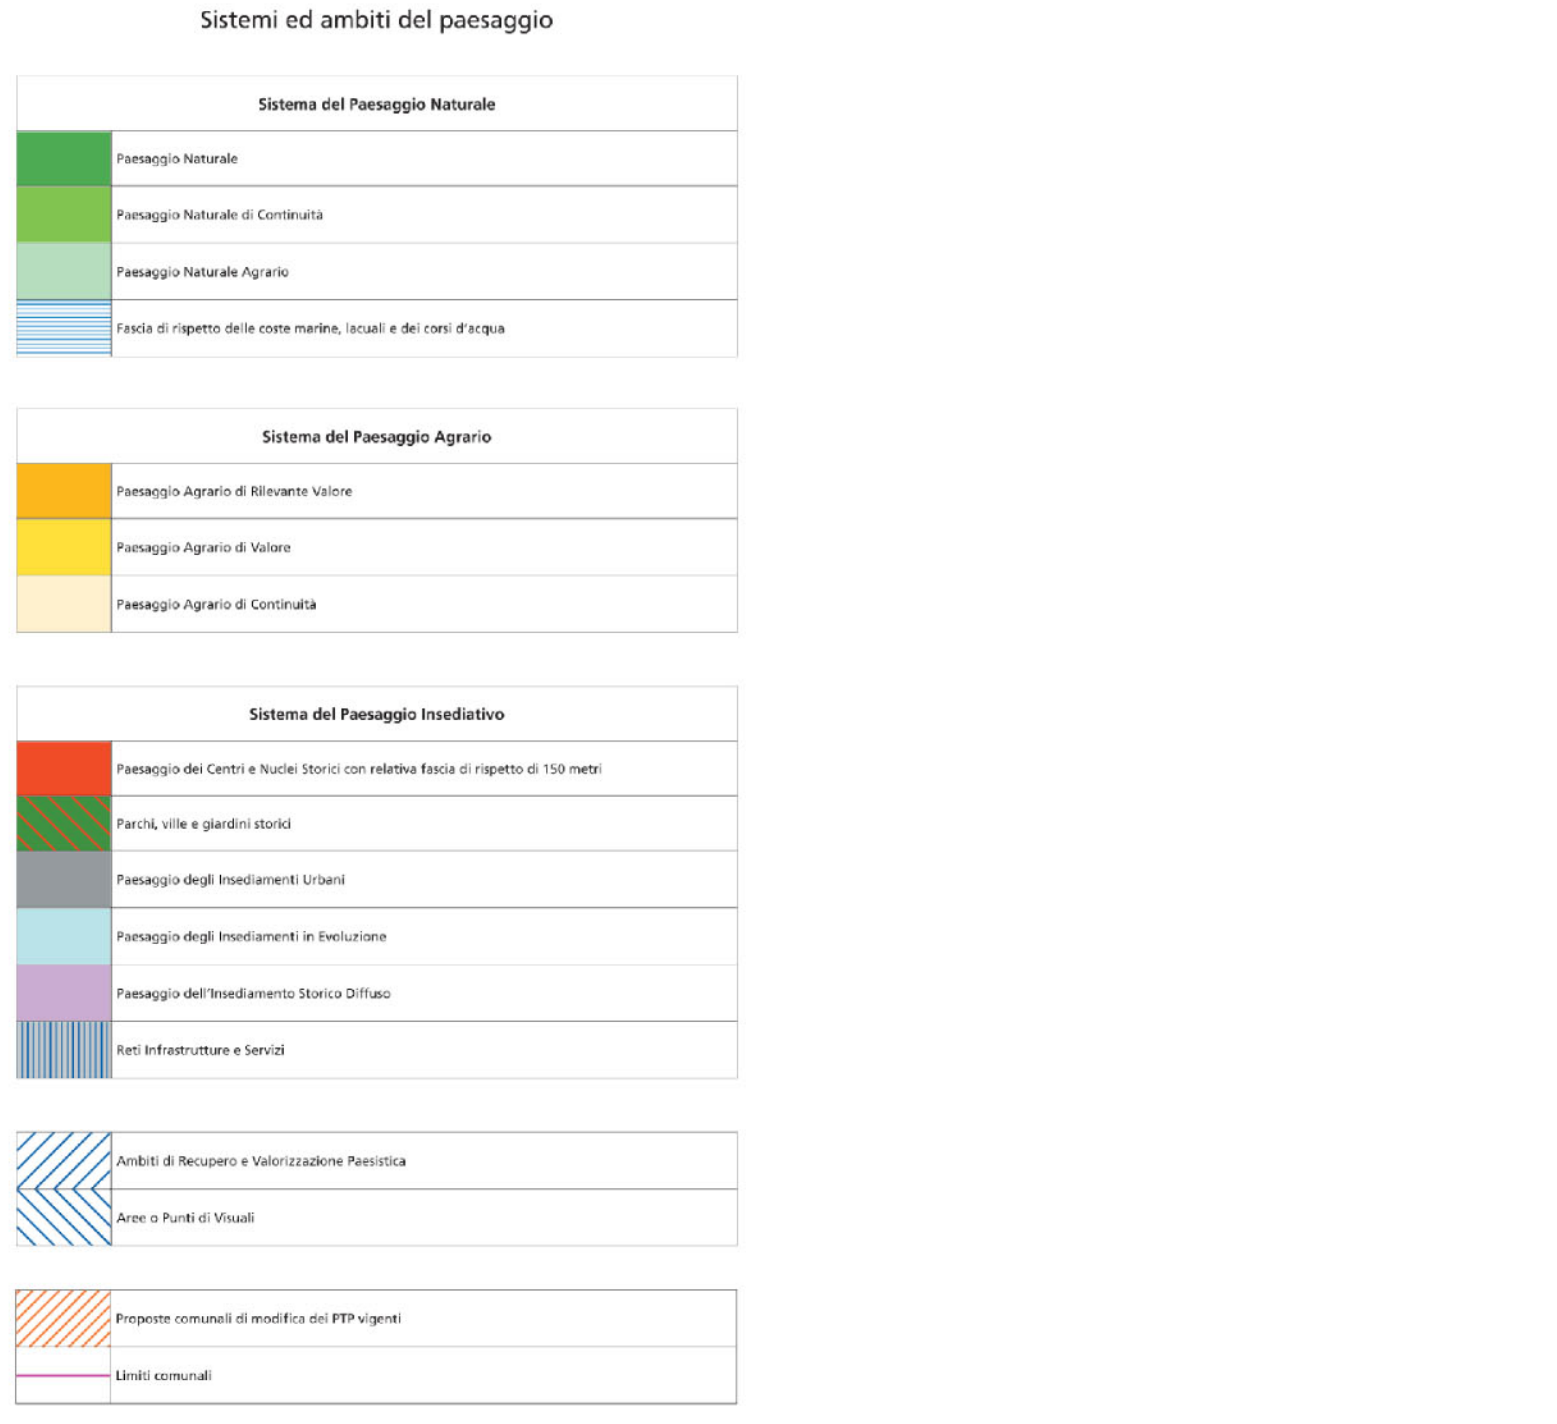 Sistemi ed ambiti del paesaggio
Sistema del Paesaggio Naturale
Paesaggio Naturale
Paesaggio Naturale di Continuità
Paesaggio Naturale Agrario
Fascia di rispetto delle coste marine, lacuali e dei corsi d'acqua
Sistema del Paesaggio Agrario
Paesaggio Agrario di Rilevante Valore
Paesaggio Agrario di Valore
Paesaggio Agrario di Continuità
Sistema del Paesaggio Insediativo
Paesaggio dei Centri e Nuclei Storici con relativa fascia di rispetto di 150 metri
Parchi, ville e giardini storici
Paesaggio degli Insediamenti Urbani
Paesaggio degli Insediamenti in Evoluzione
Paesaggio dell'Insediamento Storico Diffuso
Reti Infrastrutture e Servizi
Ambiti di Recupero e Valorizzazione Paesistica
Aree o Punti di Visuali
Proposte comunali di modifica dei PTP vigenti
Limiti comunali